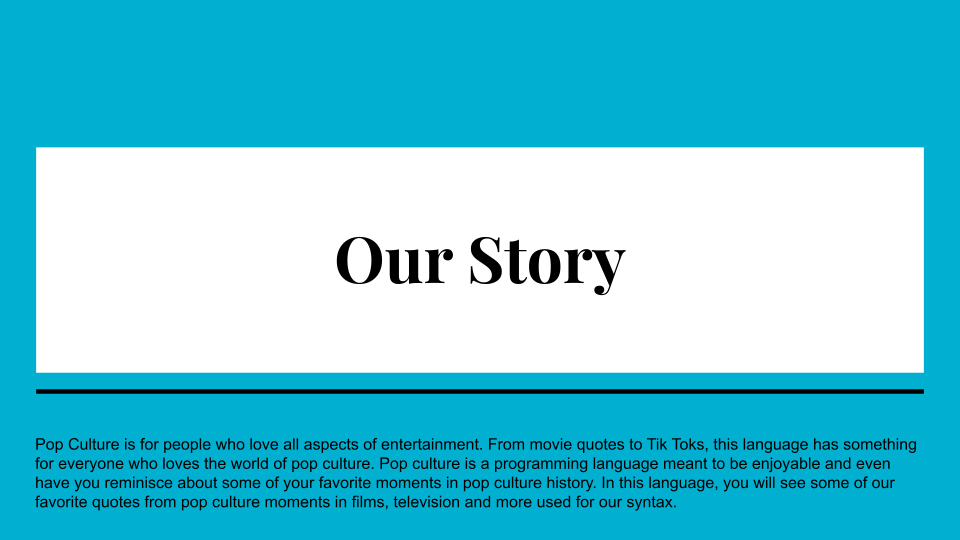 Our Story
Pop Culture is for people who love all aspects of entertainment. From movie quotes to Tik Toks, this language has something
for everyone who loves the world of pop culture. Pop culture is a programming language meant to be enjoyable and even
have you reminisce about some of your favorite moments in pop culture history. In this language, you will see some of our
favorite quotes from pop culture moments in films, television and more used for our syntax.